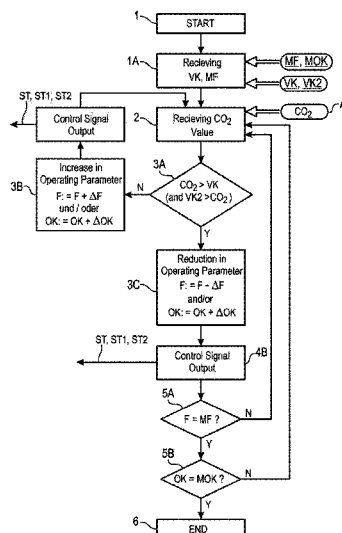 1
START
1A
Recieving
VK, MF
MF, MOK
VK, VK2
CO2
A
ST, ST1, ST2
Control Signal
Output
2
Recieving CO2
Value
3A
CO2 > VK
(and VK2 >CO2)
N
Y
3B
Increase in
Operating Parameter
F: = F + ΔF
und / oder
OK: = OK + ΔOK
3C
Reduction in
Operating Parameter
F: = F - ΔF
and/or
OK: = OK + ΔOK
ST, ST1, ST2
Control Signal
Output
4B
5A
F = MF ?
N
Y
5B
OK = MOK ?
N
Y
6
END